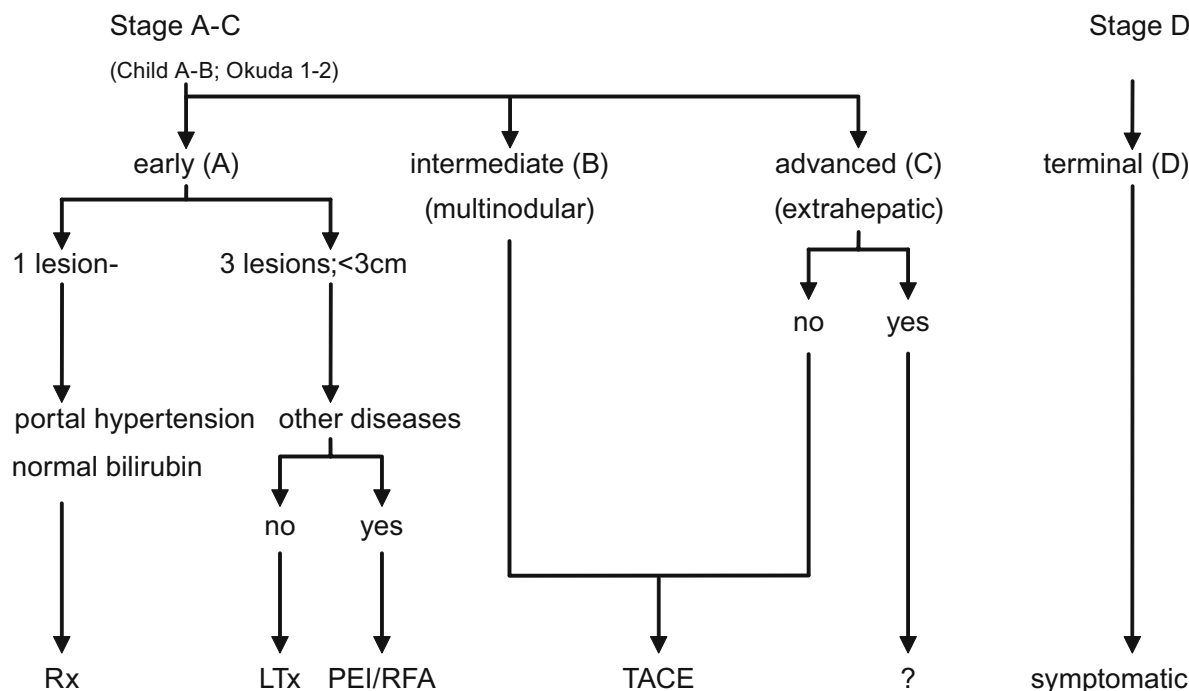 Stage A-C
Stage D
(Child A-B; Okuda 1-2)
early (A)
intermediate (B)
advanced (C)
terminal (D)
(multinodular)
(extrahepatic)
1 lesion-
3 lesions;<3cm
no
yes
portal hypertension
other diseases
normal bilirubin
no
yes
Rx
LTx
PEI/RFA
TACE
?
symptomatic